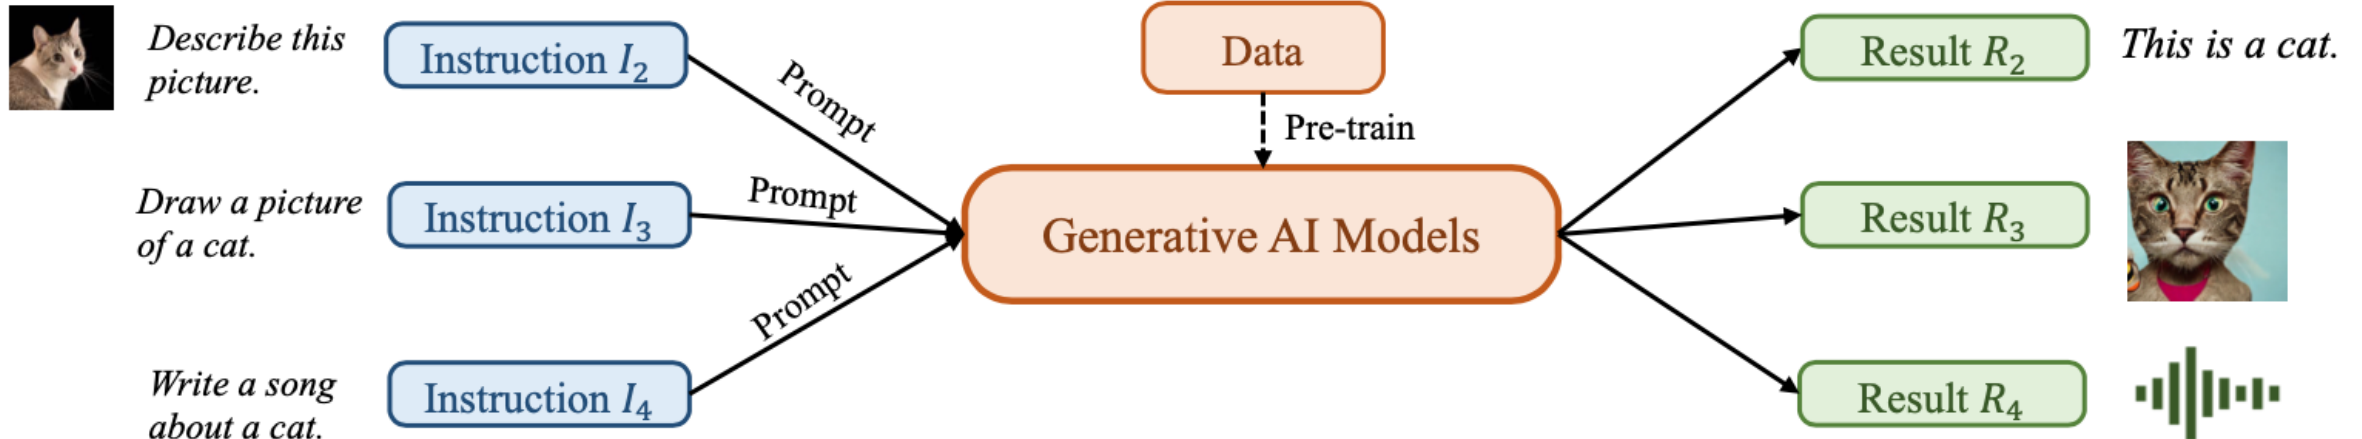 Describe this
picture.
Instruction I₂
Prompt
Data
Pre-train
Result R₂
This is a cat.
Draw a picture
of a cat.
Instruction I₃
Prompt
Generative AI Models
Result R₃
Write a song
about a cat.
Instruction I₄
Prompt
Result R₄